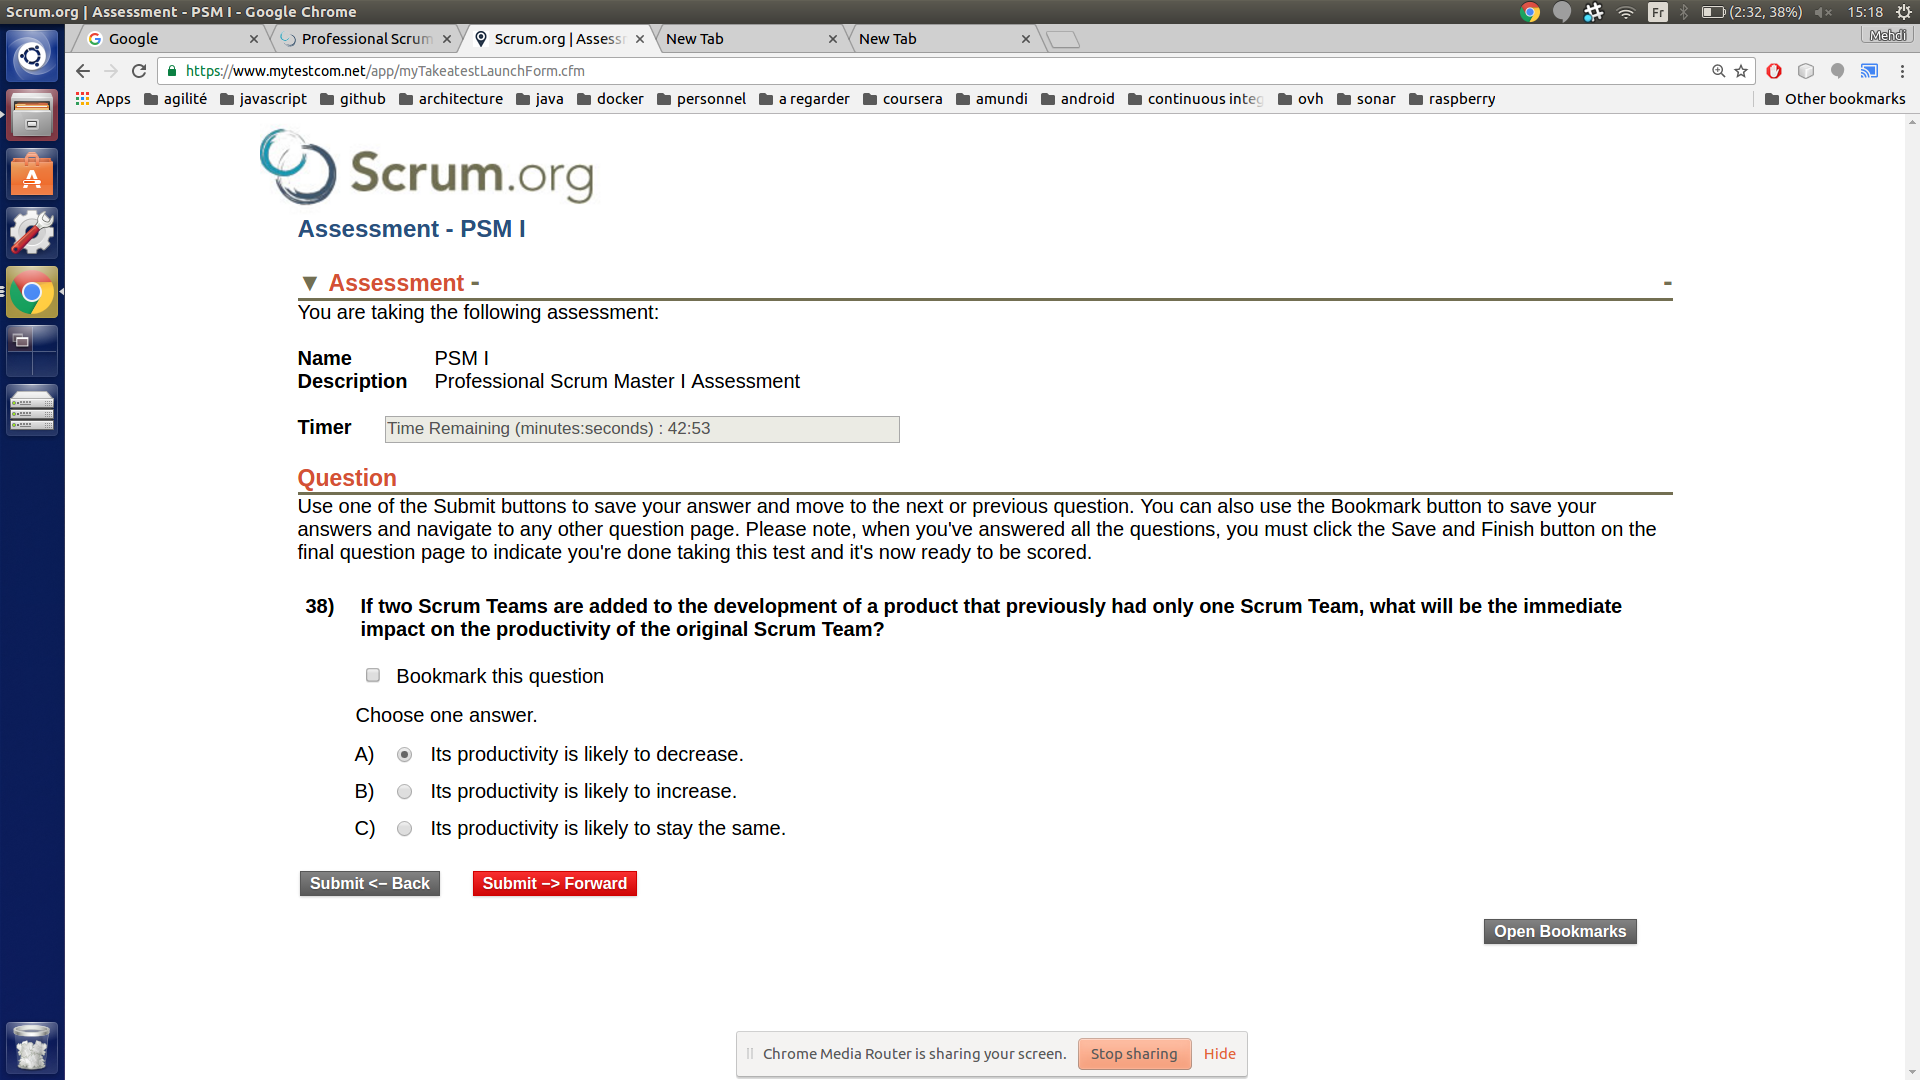 Scrum.org | Assessment - PSM I - Google Chrome
Fr
(2:32, 38%)
15:18
Google
Professional Scrum
Scrum.org | Assess
New Tab
New Tab
Mehdi
https://www.mytestcom.net/app/myTakeatestLaunchForm.cfm
Apps agilité javascript github architecture java docker personnel a regarder coursera amundi android continuous integ ovh sonar raspberry Other bookmarks
Scrum.org
Assessment - PSM I
▼ Assessment - -
You are taking the following assessment:
Name PSM I
Description Professional Scrum Master I Assessment
Timer Time Remaining (minutes:seconds) : 42:53
Question
Use one of the Submit buttons to save your answer and move to the next or previous question. You can also use the Bookmark button to save your
answers and navigate to any other question page. Please note, when you've answered all the questions, you must click the Save and Finish button on the
final question page to indicate you're done taking this test and it's now ready to be scored.
38) If two Scrum Teams are added to the development of a product that previously had only one Scrum Team, what will be the immediate
impact on the productivity of the original Scrum Team?
Bookmark this question
Choose one answer.
A) Its productivity is likely to decrease.
B) Its productivity is likely to increase.
C) Its productivity is likely to stay the same.
Submit <– Back Submit –> Forward
Open Bookmarks
Chrome Media Router is sharing your screen. Stop sharing Hide